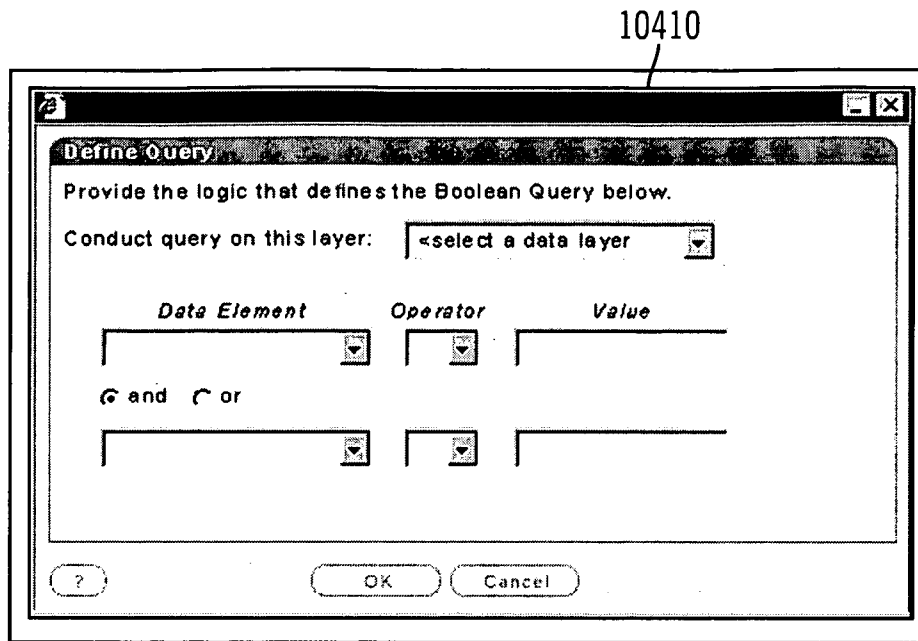 10410
Define Query
Provide the logic that defines the Boolean Query below.
Conduct query on this layer: «select a data layer
Data Element Operator Value
and or
? OK Cancel